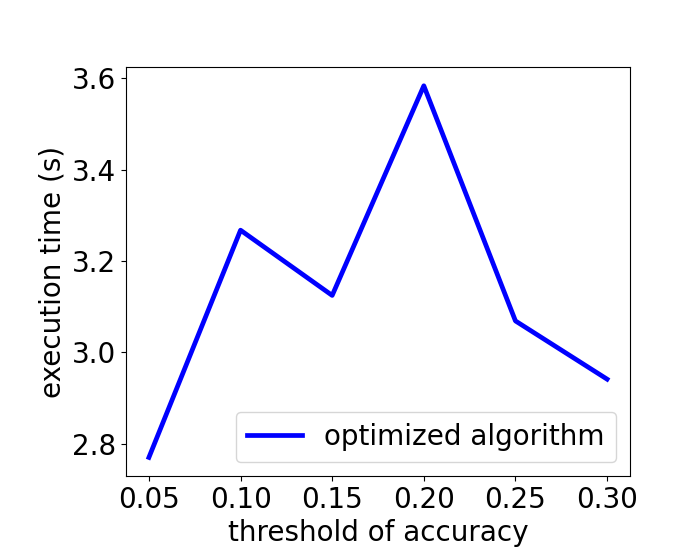 execution time (s)
3.6
3.4
3.2
3.0
2.8
optimized algorithm
0.05 0.10 0.15 0.20 0.25 0.30
threshold of accuracy